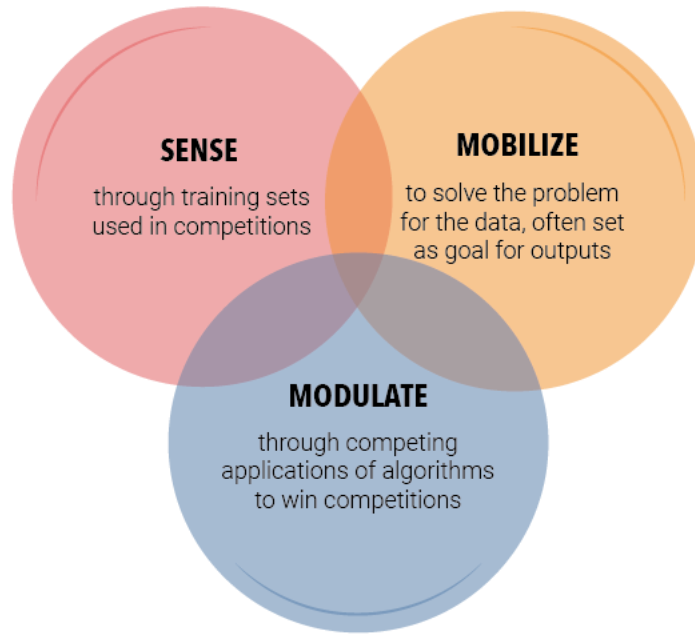 SENSE
through training sets
used in competitions
MOBILIZE
to solve the problem
for the data, often set
as goal for outputs
MODULATE
through competing
applications of algorithms
to win competitions